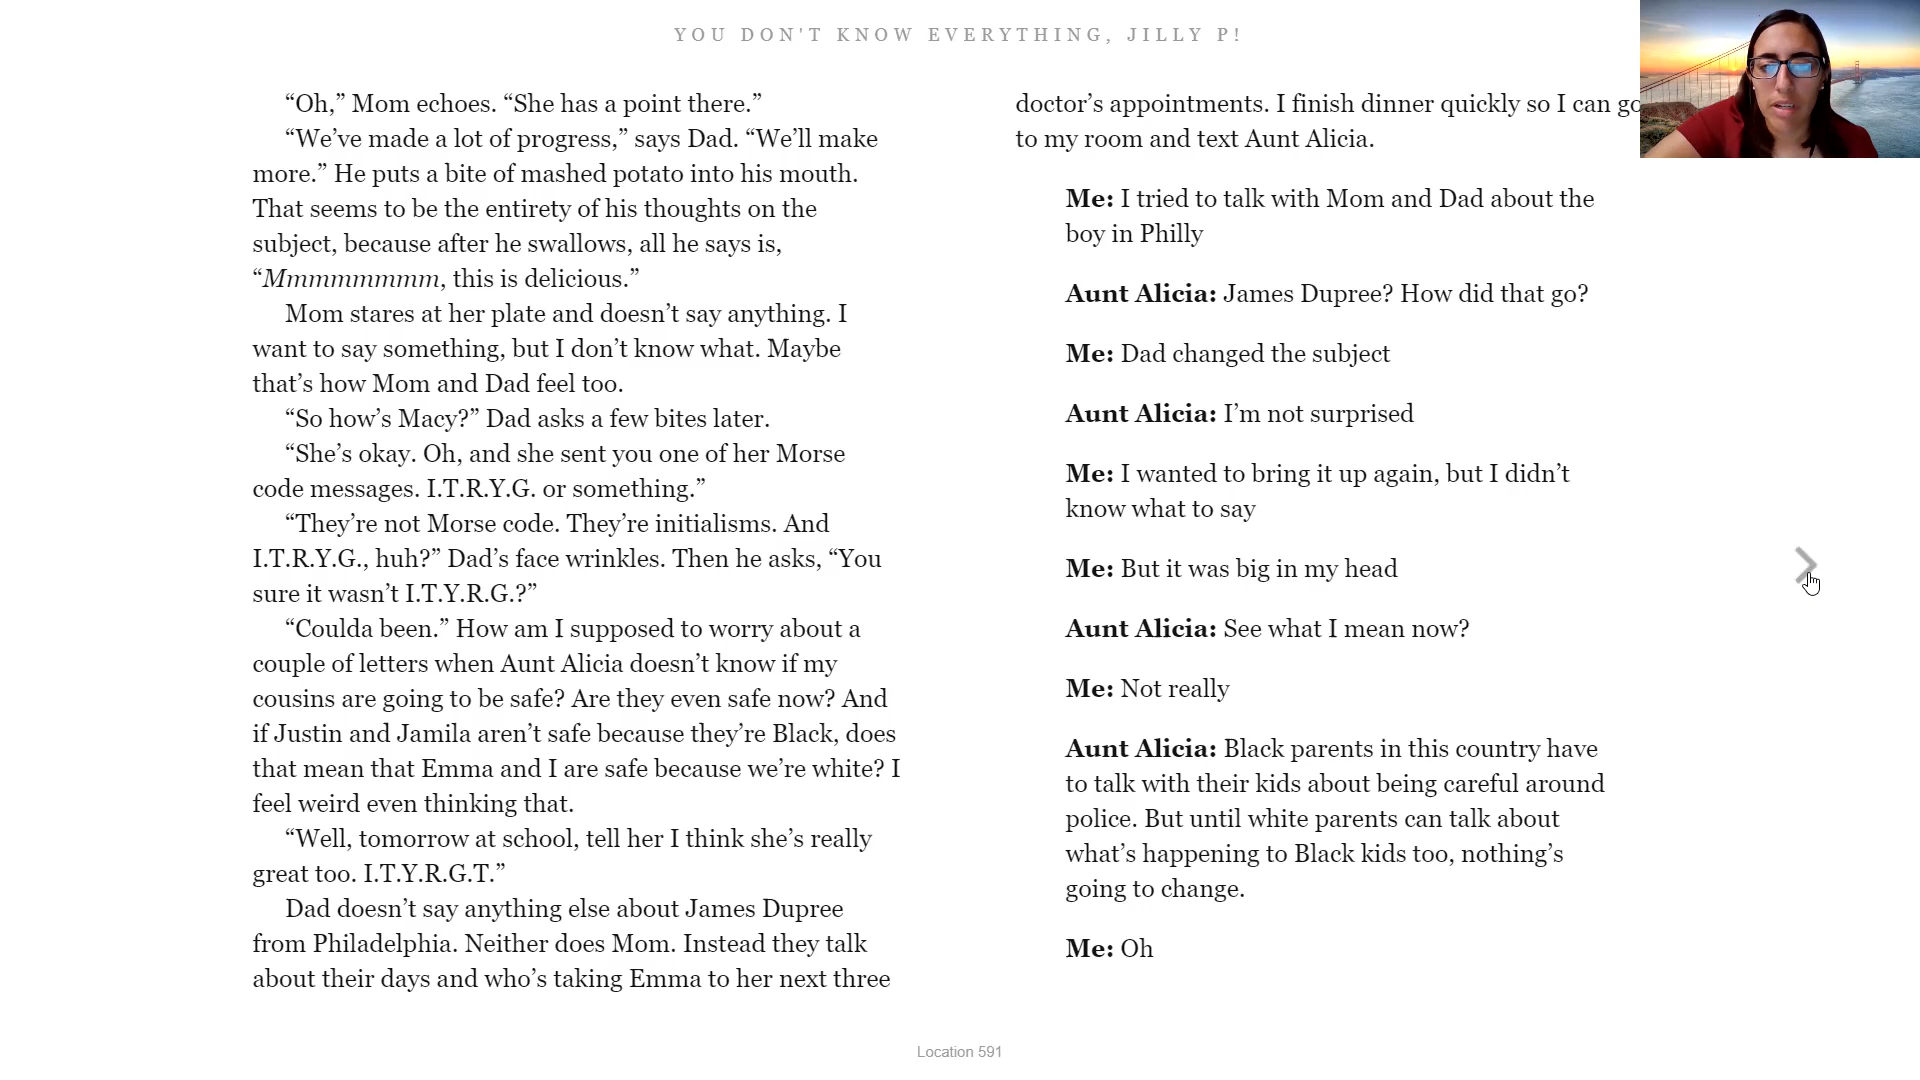 YOU DON'T KNOW EVERYTHING, JILLY P!
“Oh,” Mom echoes. “She has a point there.”
“We’ve made a lot of progress,” says Dad. “We’ll make
more.” He puts a bite of mashed potato into his mouth.
That seems to be the entirety of his thoughts on the
subject, because after he swallows, all he says is,
“Mmmmmmmm, this is delicious.”
Mom stares at her plate and doesn’t say anything. I
want to say something, but I don’t know what. Maybe
that’s how Mom and Dad feel too.
“So how’s Macy?” Dad asks a few bites later.
“She’s okay. Oh, and she sent you one of her Morse
code messages. I.T.R.Y.G. or something.”
“They’re not Morse code. They’re initialisms. And
I.T.R.Y.G., huh?” Dad’s face wrinkles. Then he asks, “You
sure it wasn’t I.T.Y.R.G.?”
“Coulda been.” How am I supposed to worry about a
couple of letters when Aunt Alicia doesn’t know if my
cousins are going to be safe? Are they even safe now? And
if Justin and Jamila aren’t safe because they’re Black, does
that mean that Emma and I are safe because we’re white? I
feel weird even thinking that.
“Well, tomorrow at school, tell her I think she’s really
great too. I.T.Y.R.G.T.”
Dad doesn’t say anything else about James Dupree
from Philadelphia. Neither does Mom. Instead they talk
about their days and who’s taking Emma to her next three
doctor’s appointments. I finish dinner quickly so I can go
to my room and text Aunt Alicia.
Me: I tried to talk with Mom and Dad about the
boy in Philly
Aunt Alicia: James Dupree? How did that go?
Me: Dad changed the subject
Aunt Alicia: I’m not surprised
Me: I wanted to bring it up again, but I didn’t
know what to say
Me: But it was big in my head
Aunt Alicia: See what I mean now?
Me: Not really
Aunt Alicia: Black parents in this country have
to talk with their kids about being careful around
police. But until white parents can talk about
what’s happening to Black kids too, nothing’s
going to change.
Me: Oh
Location 591